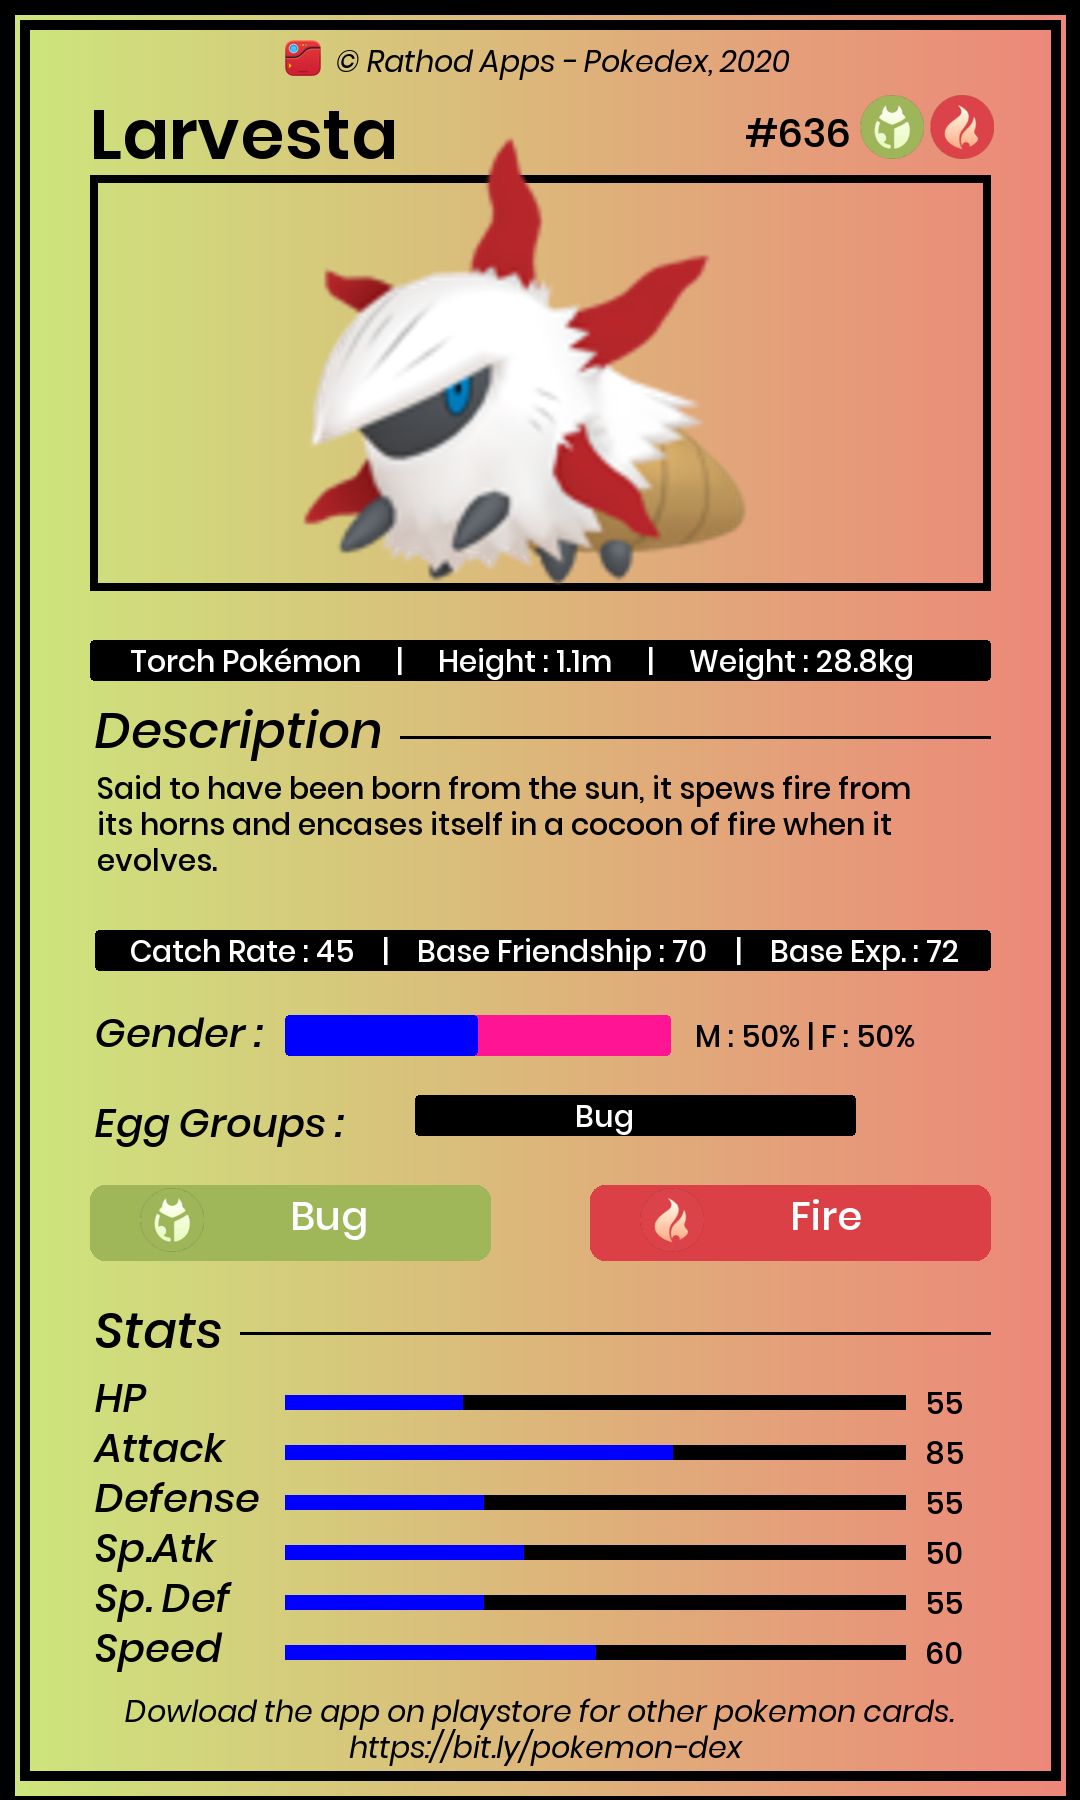 © Rathod Apps - Pokedex, 2020
Larvesta #636
Torch Pokémon | Height : 1.1m | Weight : 28.8kg
Description
Said to have been born from the sun, it spews fire from
its horns and encases itself in a cocoon of fire when it
evolves.
Catch Rate : 45 | Base Friendship : 70 | Base Exp. : 72
Gender : M : 50% | F : 50%
Egg Groups : Bug
Bug Fire
Stats
HP 55
Attack 85
Defense 55
Sp.Atk 50
Sp. Def 55
Speed 60
Dowload the app on playstore for other pokemon cards.
https://bit.ly/pokemon-dex